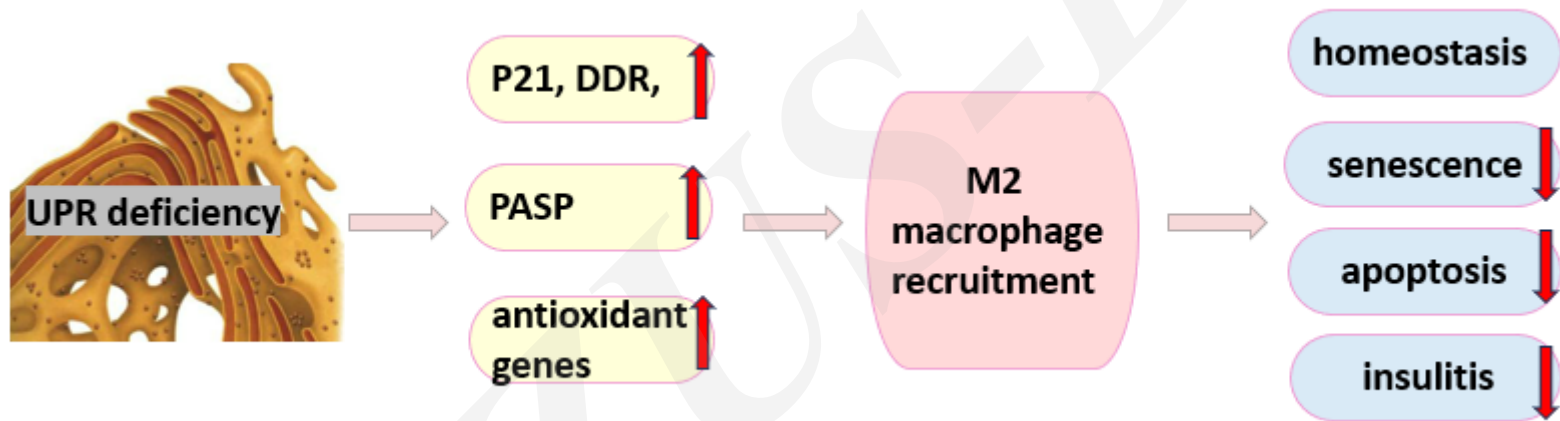 UPR deficiency
P21, DDR,
PASP
antioxidant
genes
M2
macrophage
recruitment
homeostasis
senescence
apoptosis
insulitis